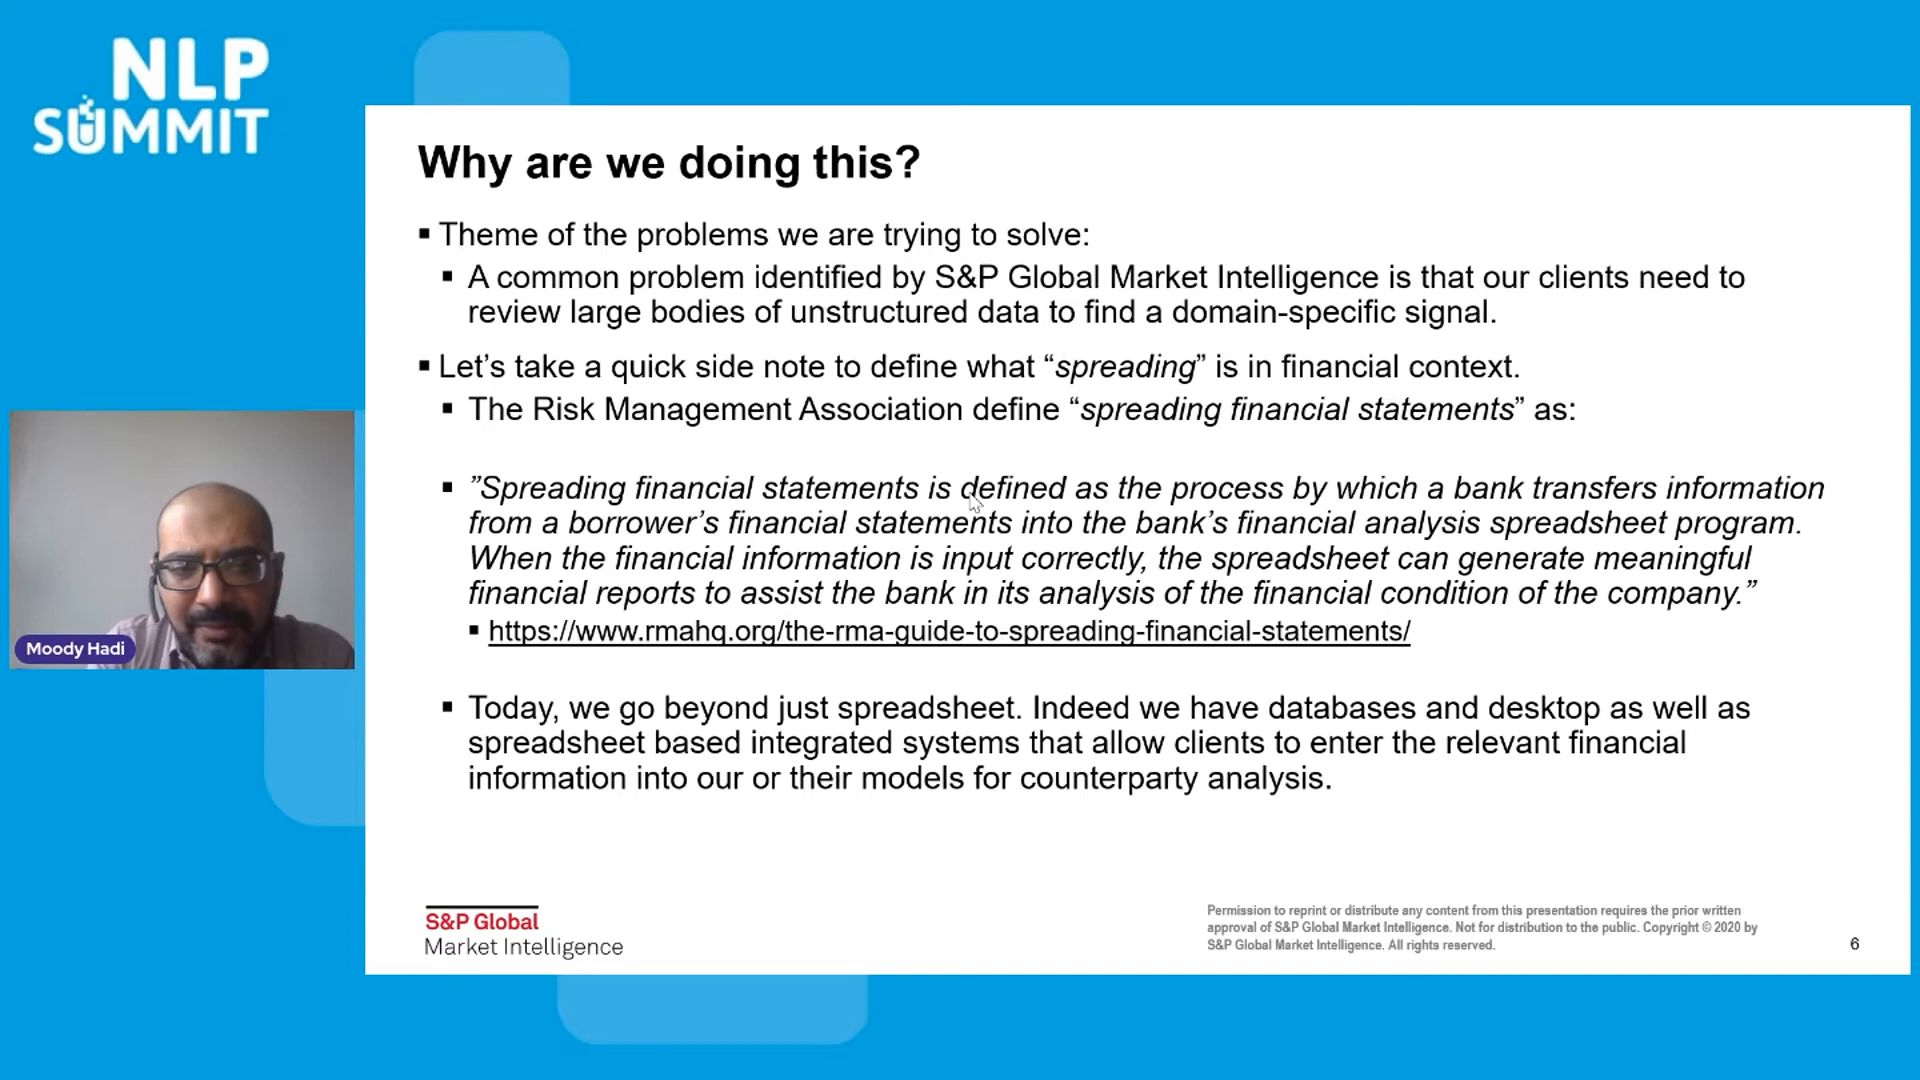 NLP
SUMMIT
Why are we doing this?
▪ Theme of the problems we are trying to solve:
▪ A common problem identified by S&P Global Market Intelligence is that our clients need to
review large bodies of unstructured data to find a domain-specific signal.
▪ Let’s take a quick side note to define what “spreading” is in financial context.
▪ The Risk Management Association define “spreading financial statements” as:
▪ ”Spreading financial statements is defined as the process by which a bank transfers information
from a borrower’s financial statements into the bank’s financial analysis spreadsheet program.
When the financial information is input correctly, the spreadsheet can generate meaningful
financial reports to assist the bank in its analysis of the financial condition of the company.”
▪ https://www.rmahq.org/the-rma-guide-to-spreading-financial-statements/
▪ Today, we go beyond just spreadsheet. Indeed we have databases and desktop as well as
spreadsheet based integrated systems that allow clients to enter the relevant financial
information into our or their models for counterparty analysis.
Moody Hadi
S&P Global
Market Intelligence
Permission to reprint or distribute any content from this presentation requires the prior written
approval of S&P Global Market Intelligence. Not for distribution to the public. Copyright © 2020 by
S&P Global Market Intelligence. All rights reserved.
6